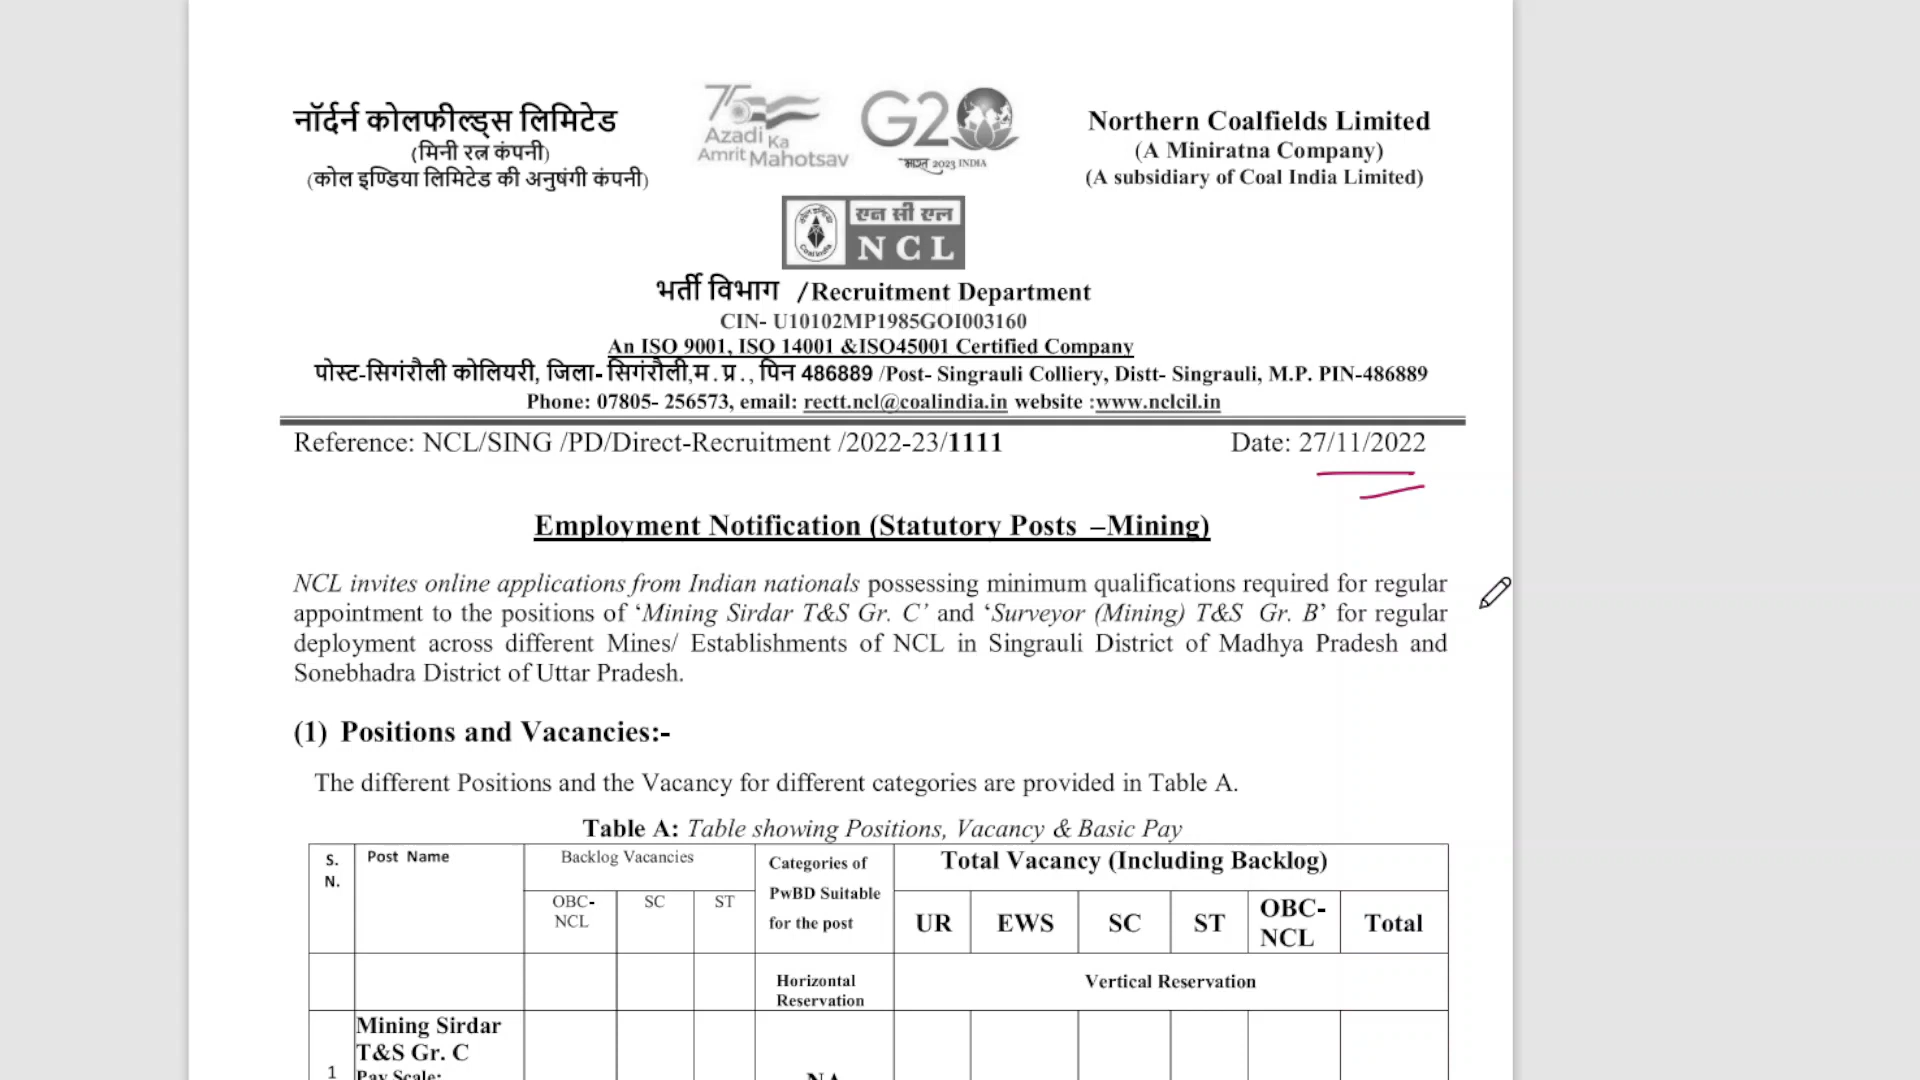 नॉर्दर्न कोलफील्ड्स लिमिटेड
(मिनी रत्न कंपनी)
(कोल इण्डिया लिमिटेड की अनुषंगी कंपनी)
75
Azadi Ka
Amrit Mahotsav
G20
भारत 2023 INDIA
Northern Coalfields Limited
(A Miniratna Company)
(A subsidiary of Coal India Limited)
Coal India
एन सी एल
NCL
भर्ती विभाग /Recruitment Department
CIN- U10102MP1985GOI003160
An ISO 9001, ISO 14001 &ISO45001 Certified Company
पोस्ट-सिगंरौली कोलियरी, जिला- सिगंरौली,म.प्र., पिन 486889 /Post- Singrauli Colliery, Distt- Singrauli, M.P. PIN-486889
Phone: 07805- 256573, email: rectt.ncl@coalindia.in website :www.nclcil.in
Reference: NCL/SING /PD/Direct-Recruitment /2022-23/1111 Date: 27/11/2022
Employment Notification (Statutory Posts –Mining)
NCL invites online applications from Indian nationals possessing minimum qualifications required for regular
appointment to the positions of ‘Mining Sirdar T&S Gr. C’ and ‘Surveyor (Mining) T&S Gr. B’ for regular
deployment across different Mines/ Establishments of NCL in Singrauli District of Madhya Pradesh and
Sonebhadra District of Uttar Pradesh.
(1) Positions and Vacancies:-
The different Positions and the Vacancy for different categories are provided in Table A.
Table A: Table showing Positions, Vacancy & Basic Pay
S. N. Post Name Backlog Vacancies Categories of PwBD Suitable for the post Total Vacancy (Including Backlog)
OBC-NCL SC ST UR EWS SC ST OBC-NCL Total
Horizontal Reservation Vertical Reservation
Mining Sirdar
T&S Gr. C
1 Pay Scale: NA